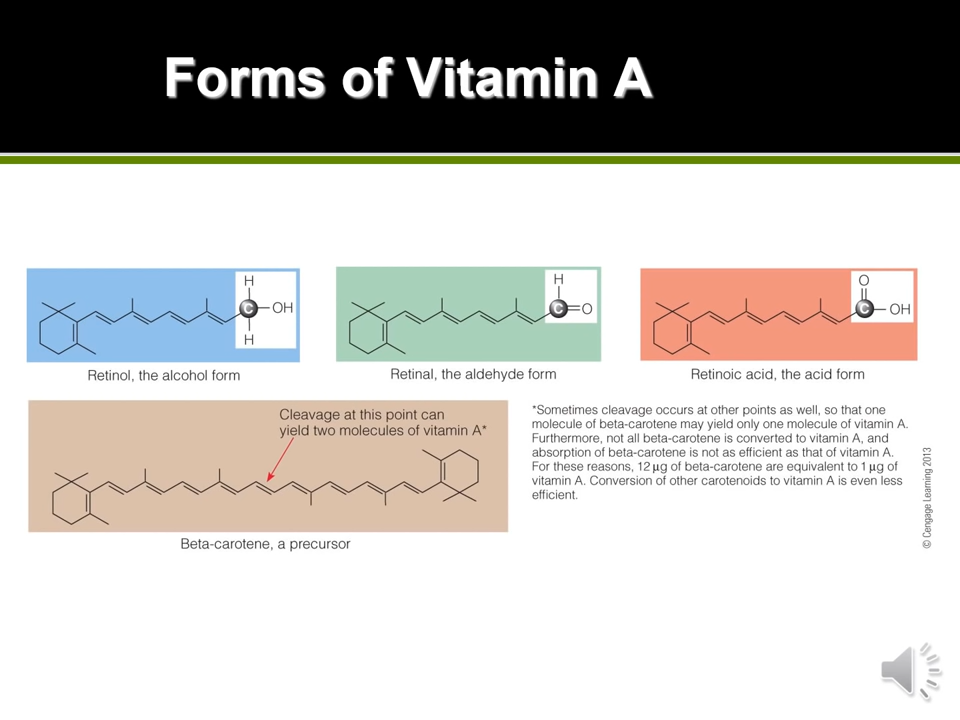 Forms of Vitamin A
H
C
OH
H
H
C
O
O
C
OH
Retinol, the alcohol form
Retinal, the aldehyde form
Retinoic acid, the acid form
Cleavage at this point can
yield two molecules of vitamin A*
Beta-carotene, a precursor
*Sometimes cleavage occurs at other points as well, so that one
molecule of beta-carotene may yield only one molecule of vitamin A.
Furthermore, not all beta-carotene is converted to vitamin A, and
absorption of beta-carotene is not as efficient as that of vitamin A.
For these reasons, 12 μg of beta-carotene are equivalent to 1 μg of
vitamin A. Conversion of other carotenoids to vitamin A is even less
efficient.
© Cengage Learning 2013